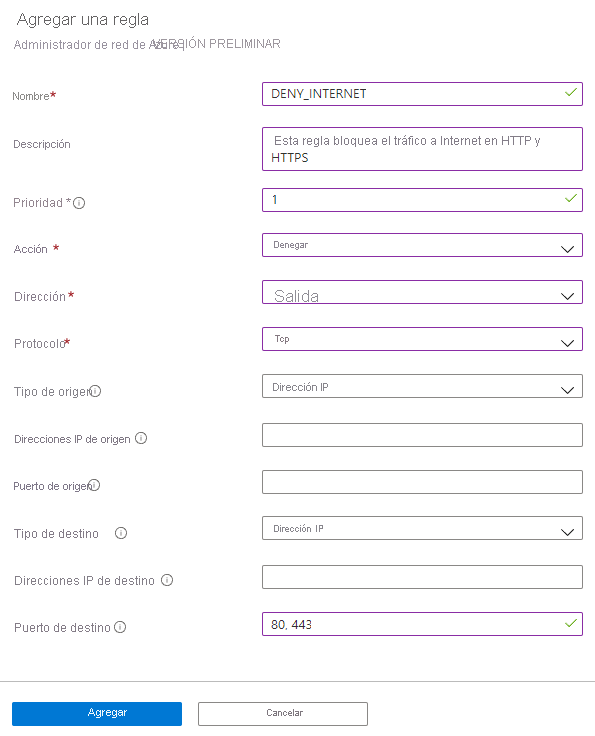 Agregar una regla
Administrador de red de Azure | VERSIÓN PRELIMINAR
Nombre* DENY_INTERNET
Descripción Esta regla bloquea el tráfico a Internet en HTTP y
HTTPS
Prioridad * 1
Acción * Denegar
Dirección* Salida
Protocolo* Tcp
Tipo de origen Dirección IP
Direcciones IP de origen
Puerto de origen
Tipo de destino Dirección IP
Direcciones IP de destino
Puerto de destino 80, 443
Agregar Cancelar